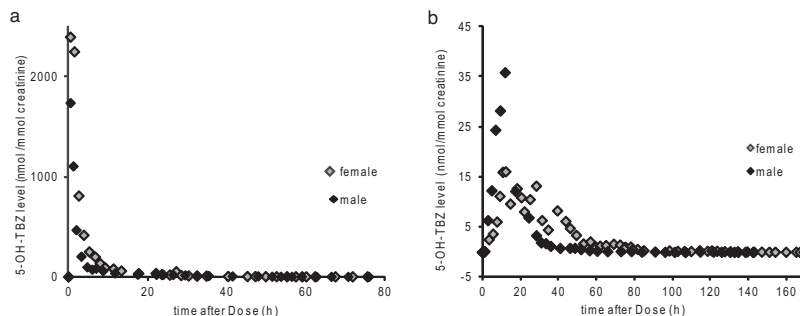 a
5-OH-TBZ level (nmol/mmol creatinine)
2000
1000
0
0 20 40 60 80
time after Dose (h)
female
male
b
5-OH-TBZ level (nmol/mmol creatinine)
45
35
25
15
5
-5
0 20 40 60 80 100 120 140 160
time after Dose (h)
female
male